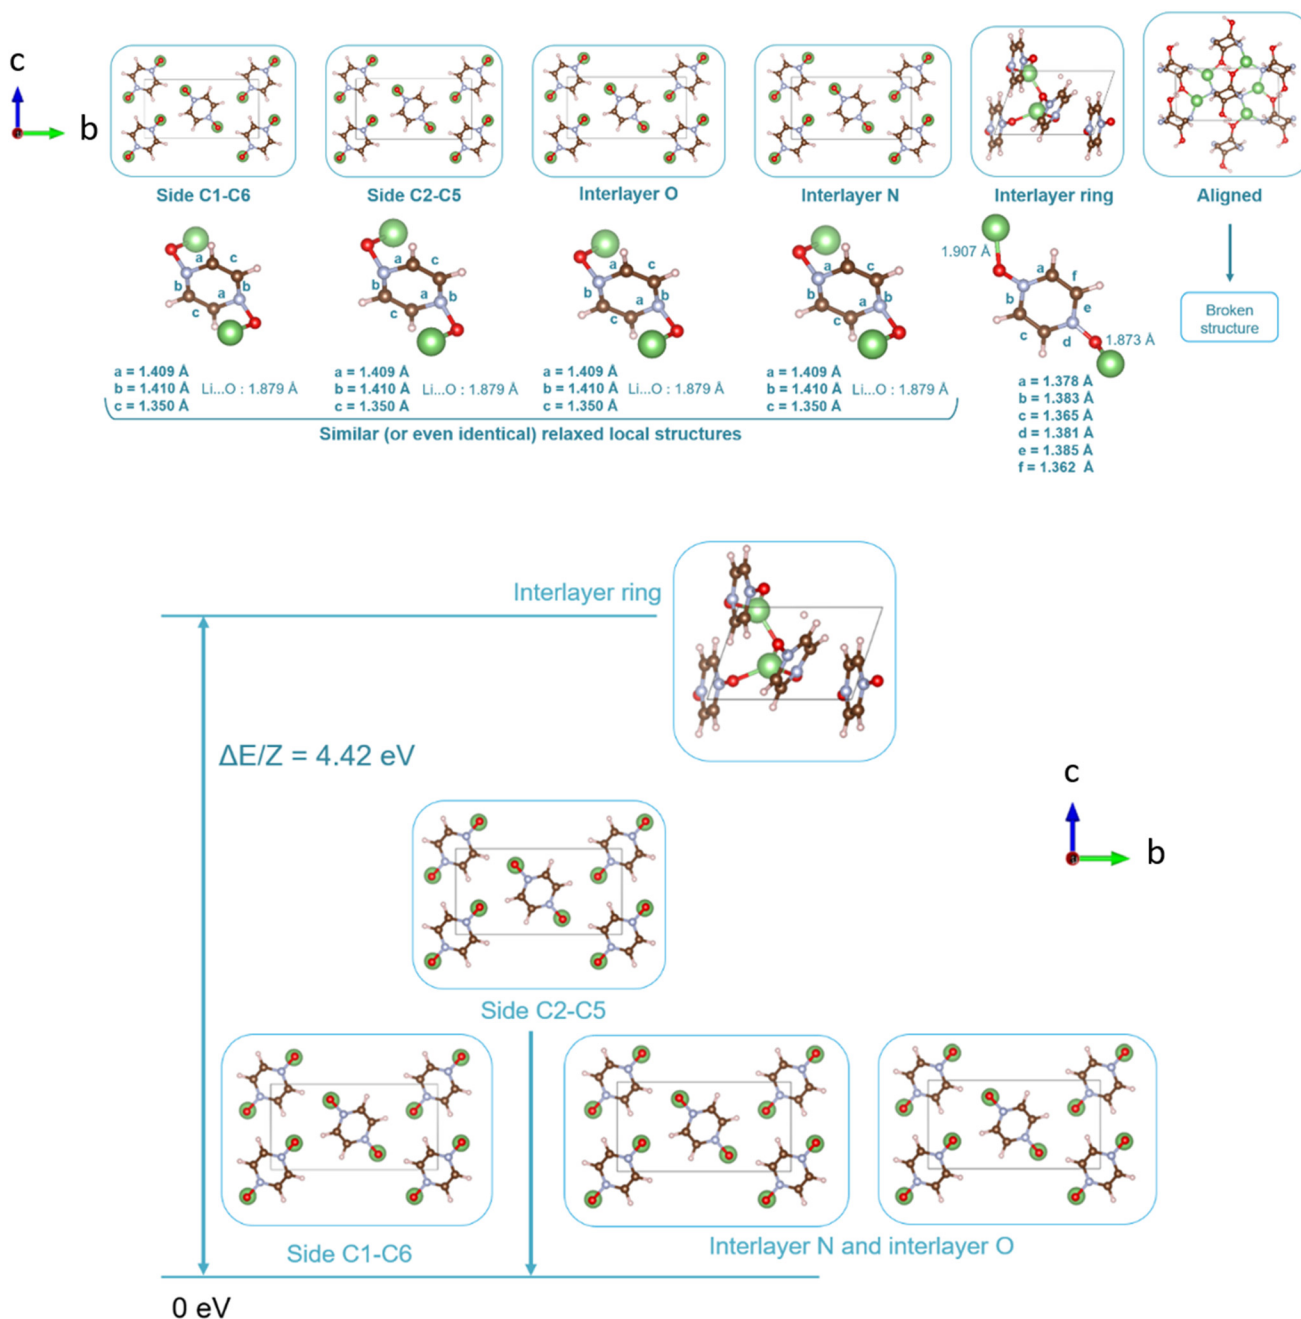 c
b
Side C1-C6
Side C2-C5
Interlayer O
Interlayer N
Interlayer ring
Aligned
a
c
b
b
a
c
a = 1.409 Å
b = 1.410 Å
c = 1.350 Å
Li...O : 1.879 Å
a
c
b
b
a
c
a = 1.409 Å
b = 1.410 Å
c = 1.350 Å
Li...O : 1.879 Å
a
c
b
b
a
c
a = 1.409 Å
b = 1.410 Å
c = 1.350 Å
Li...O : 1.879 Å
a
c
b
b
a
c
a = 1.409 Å
b = 1.410 Å
c = 1.350 Å
Li...O : 1.879 Å
Similar (or even identical) relaxed local structures
1.907 Å
a
f
b
e
c
d
1.873 Å
a = 1.378 Å
b = 1.383 Å
c = 1.365 Å
d = 1.381 Å
e = 1.385 Å
f = 1.362 Å
Broken
structure
Interlayer ring
ΔE/Z = 4.42 eV
c
b
Side C2-C5
Side C1-C6
Interlayer N and interlayer O
0 eV